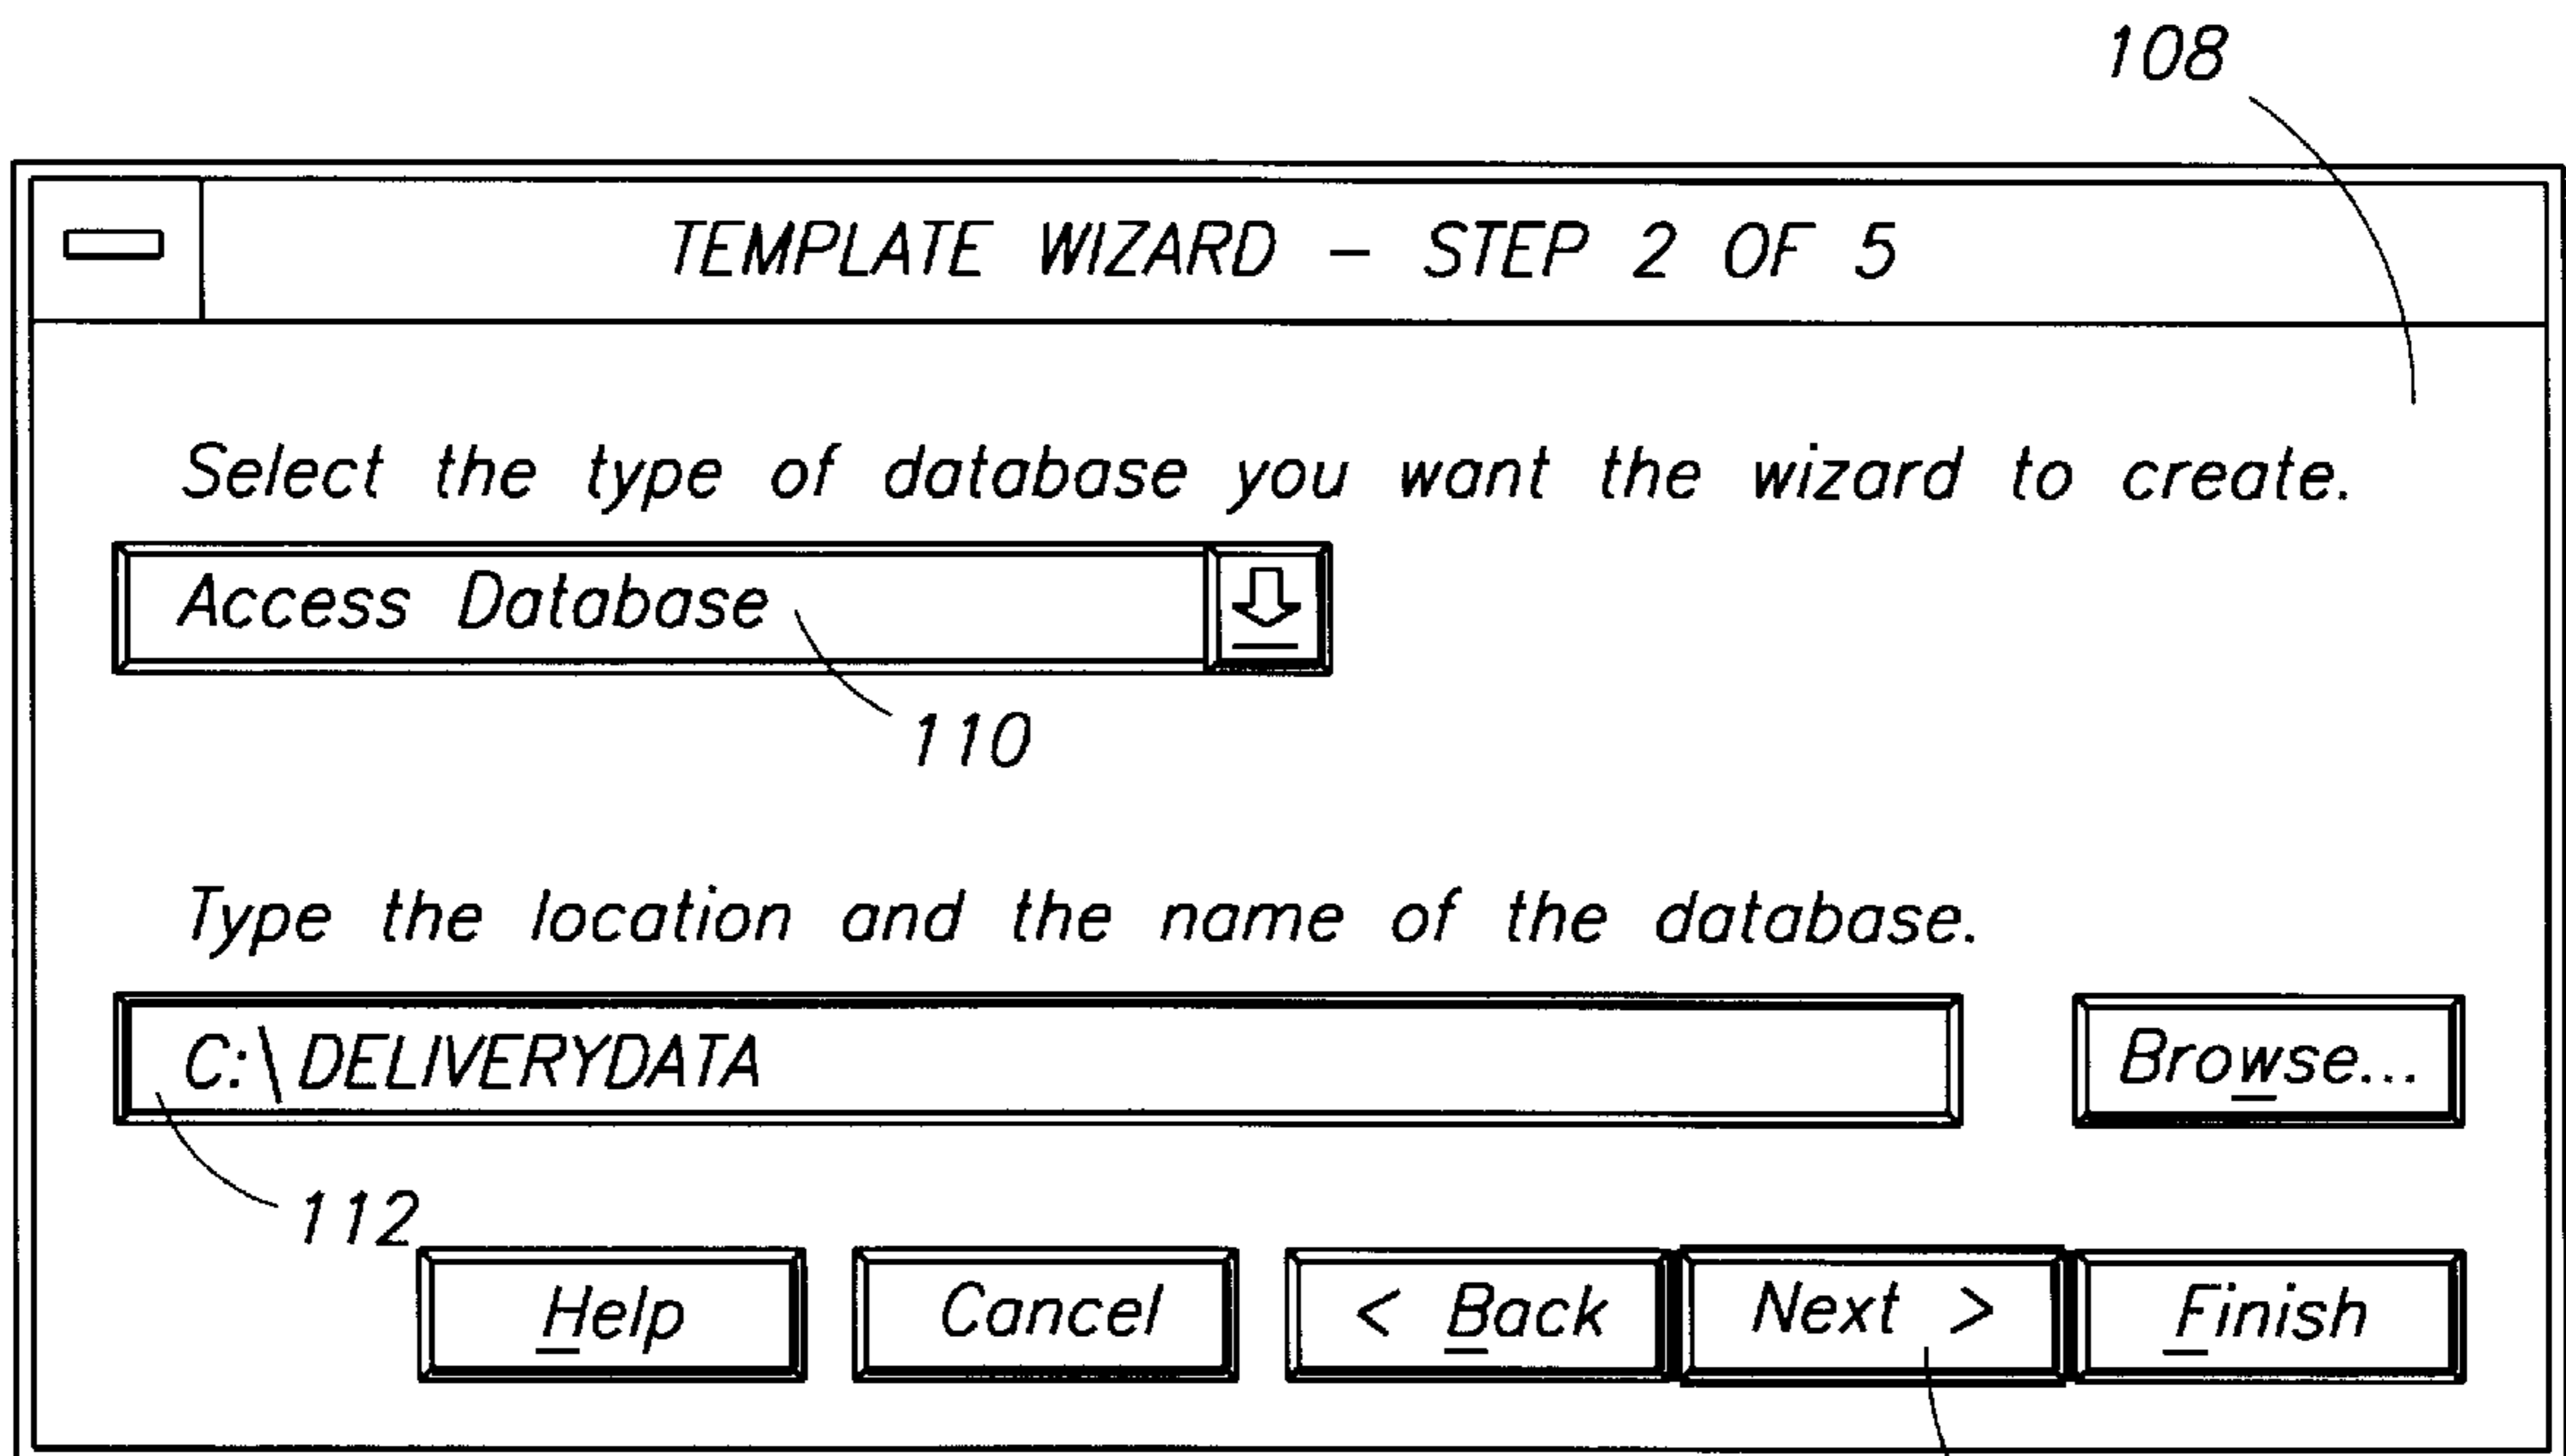 108
TEMPLATE WIZARD – STEP 2 OF 5
Select the type of database you want the wizard to create.
Access Database
110
Type the location and the name of the database.
C:\DELIVERYDATA Browse...
112
Help Cancel < Back Next > Finish